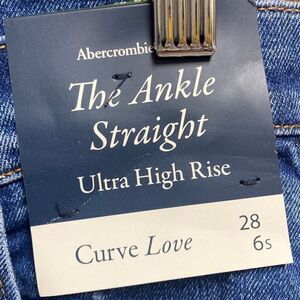 Abercrombie
The Ankle
Straight
Ultra High Rise
28
Curve Love
6s